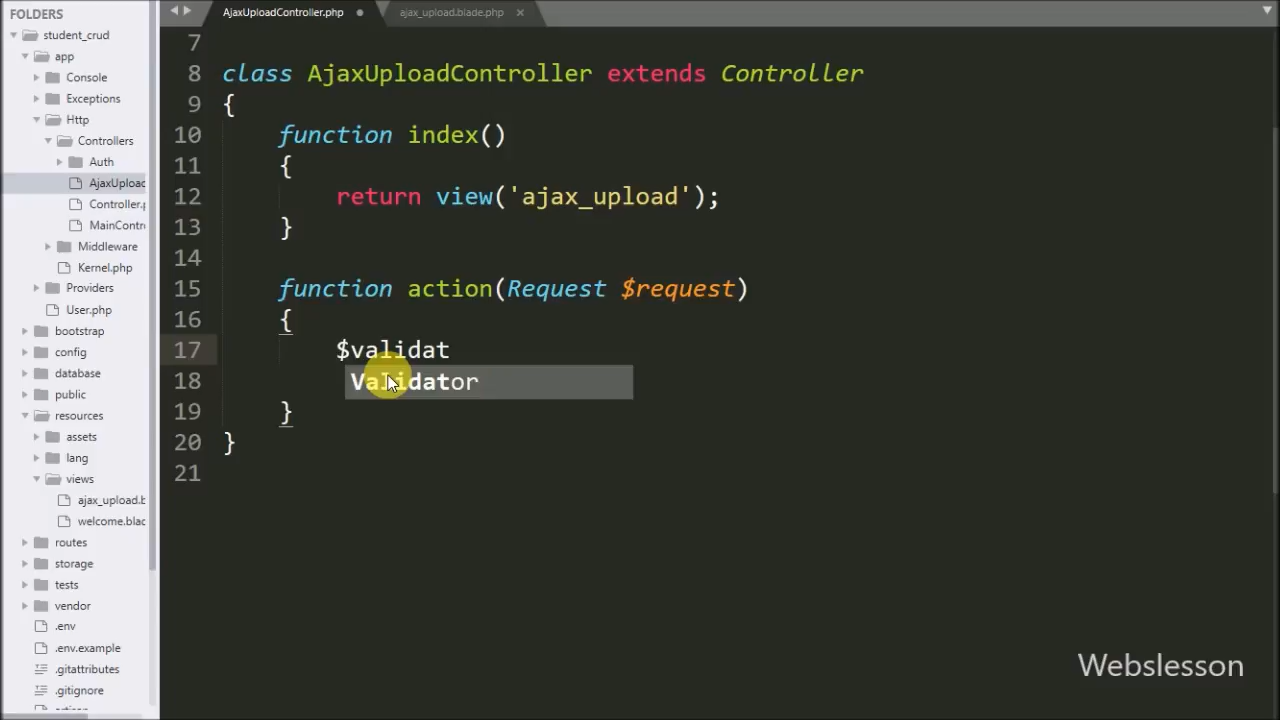 FOLDERS
student_crud
app
Console
Exceptions
Http
Controllers
Auth
AjaxUpload
Controller.p
MainContr
Middleware
Kernel.php
Providers
User.php
bootstrap
config
database
public
resources
assets
lang
views
ajax_upload.b
welcome.blad
routes
storage
tests
vendor
.env
.env.example
.gitattributes
.gitignore
AjaxUploadController.php
ajax_upload.blade.php
7
8 class AjaxUploadController extends Controller
9 {
10 function index()
11 {
12 return view('ajax_upload');
13 }
14
15 function action(Request $request)
16 {
17 $validat
18 Validator
19 }
20 }
21
Webslesson